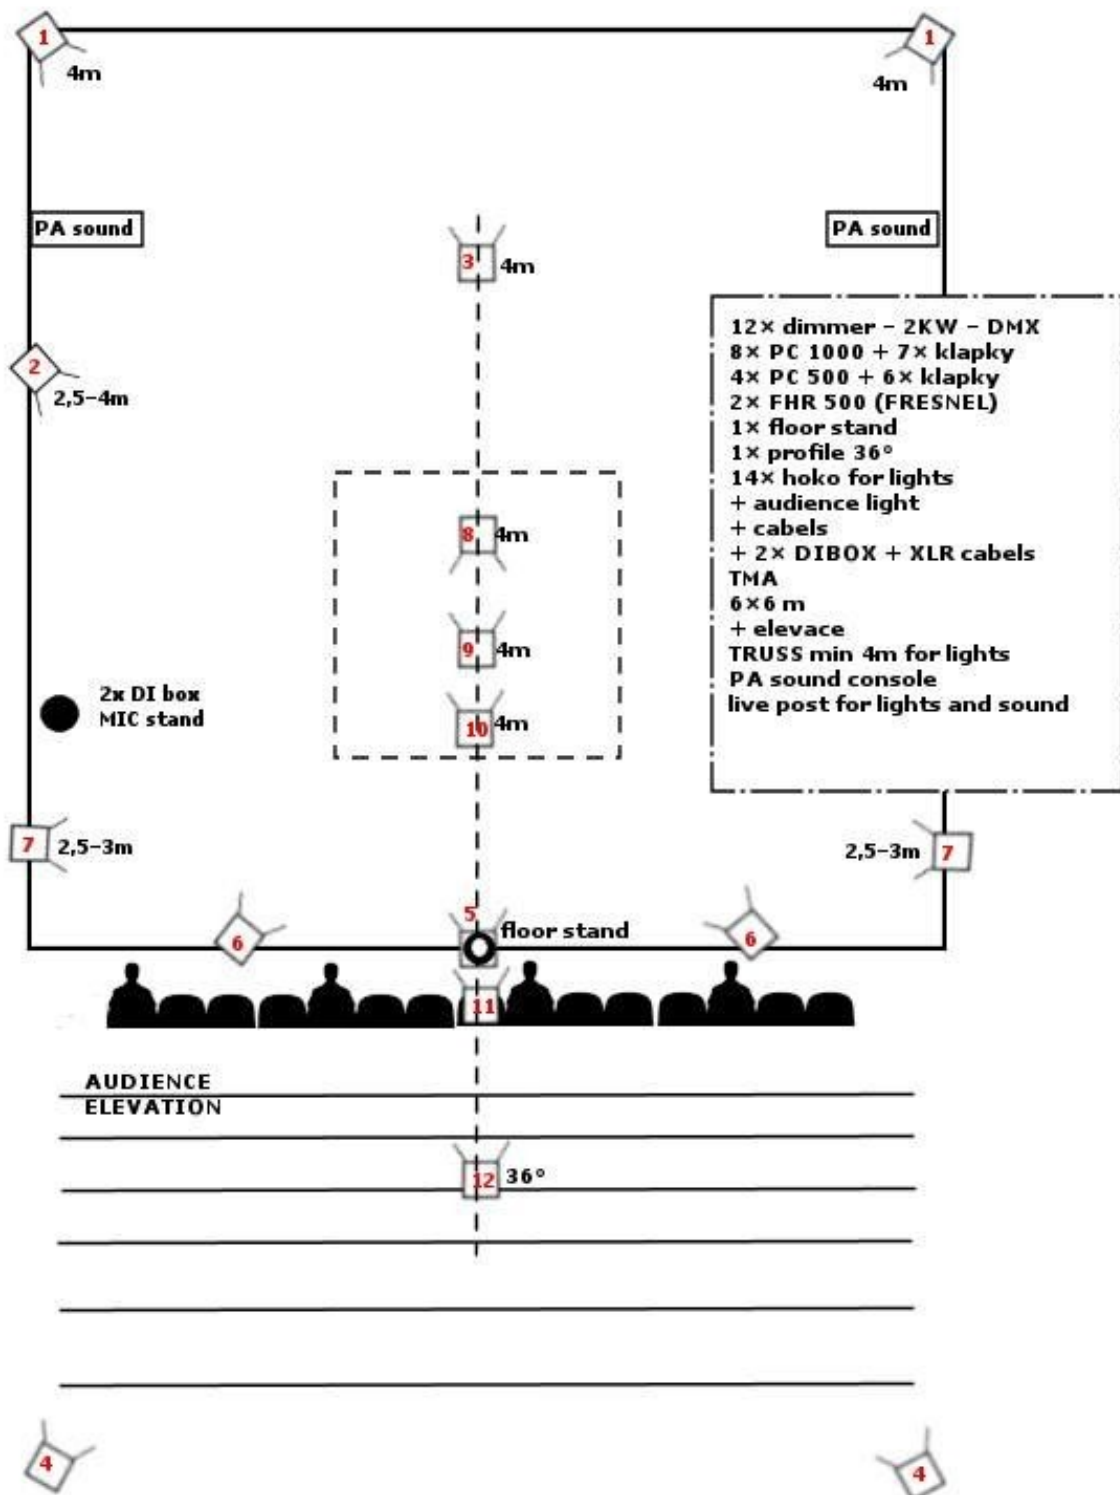 1
1
4m
4m
PA sound
PA sound
3
4m
2
2,5-4m
12× dimmer – 2KW – DMX
8× PC 1000 + 7× klapky
4× PC 500 + 6× klapky
2× FHR 500 (FRESNEL)
1× floor stand
1× profile 36°
14× hoko for lights
+ audience light
+ cabels
+ 2× DIBOX + XLR cabels
TMA
6×6 m
+ elevace
TRUSS min 4m for lights
PA sound console
live post for lights and sound
8
4m
9
4m
10
4m
2x DI box
MIC stand
7
2,5-3m
2,5-3m
7
5
floor stand
6
6
11
AUDIENCE
ELEVATION
12
36°
4
4